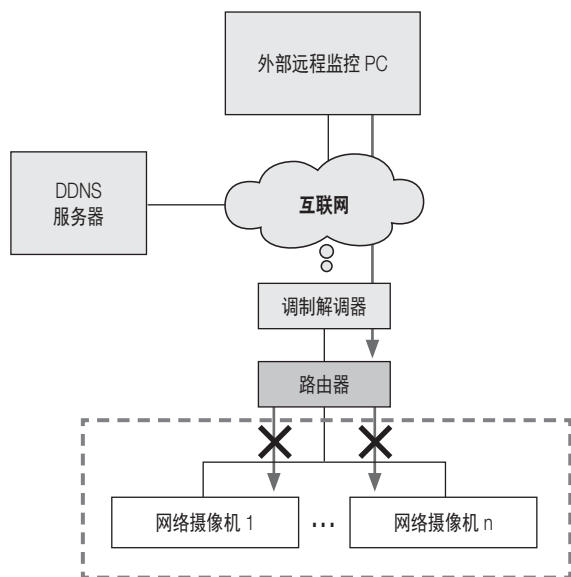 外部远程监控 PC
DDNS
服务器
互联网
调制解调器
路由器
网络摄像机 1
...
网络摄像机 n